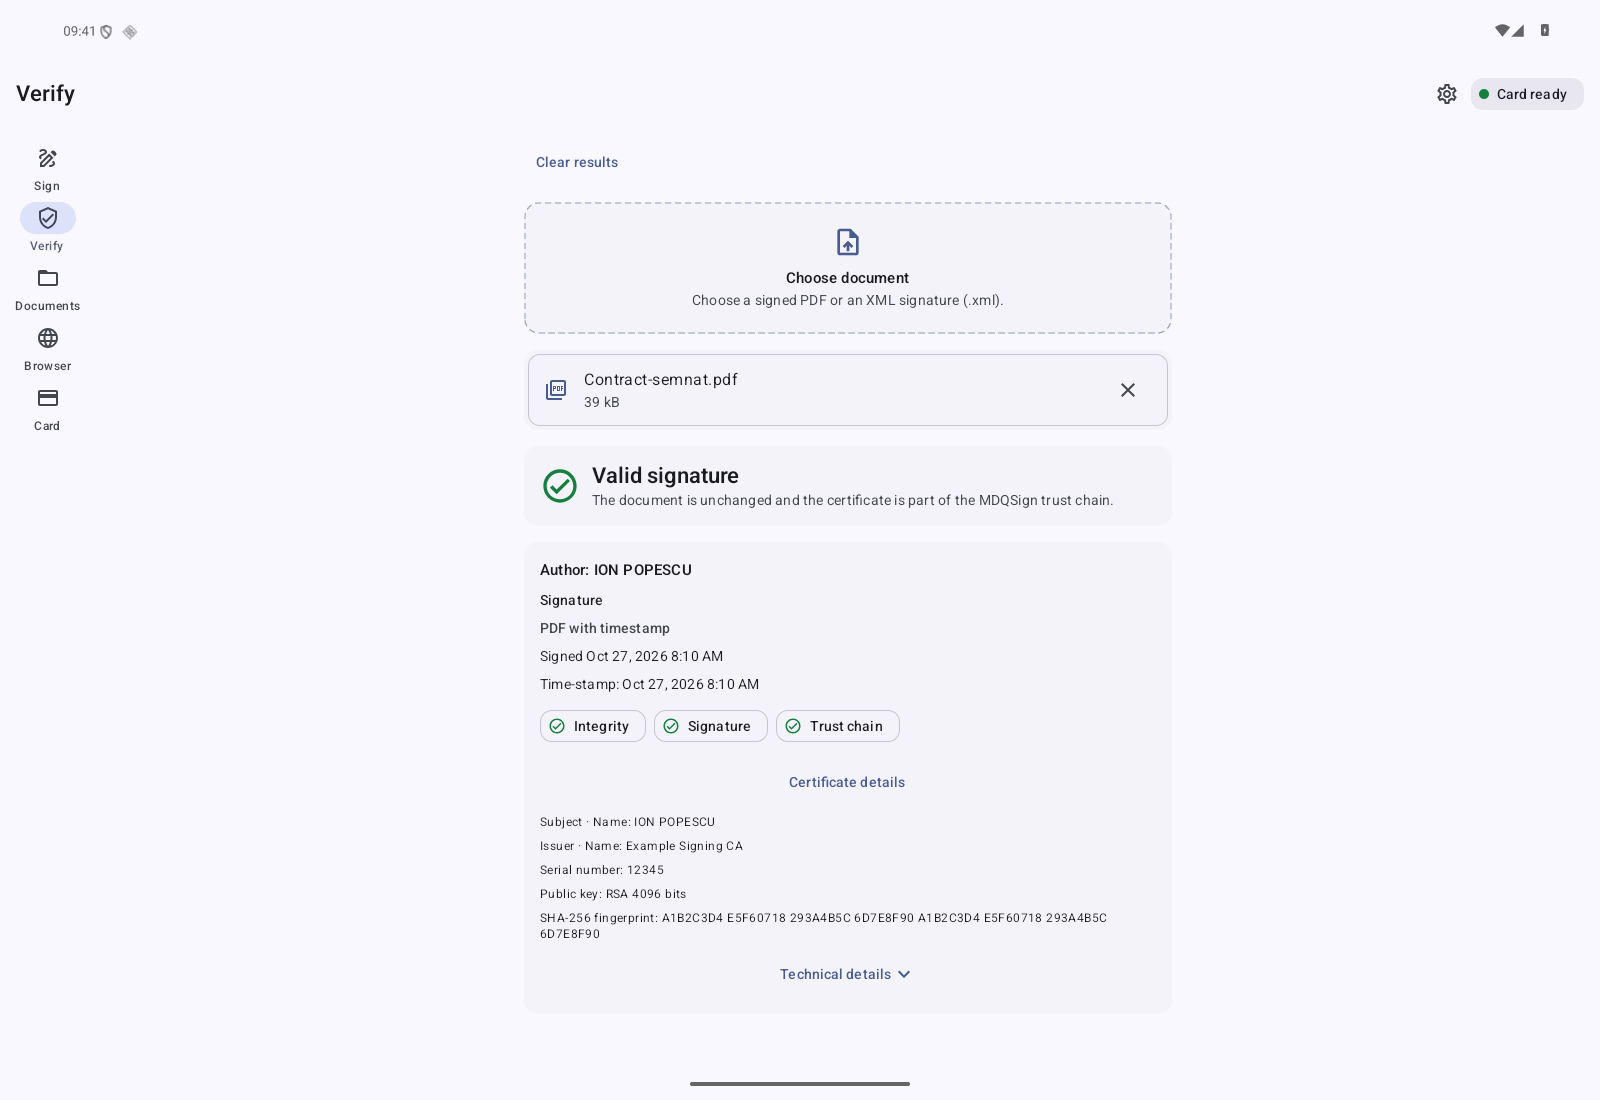 09:41
Verify
Card ready
Sign
Verify
Documents
Browser
Card
Clear results
Choose document
Choose a signed PDF or an XML signature (.xml).
PDF
Contract-semnat.pdf
39 kB
Valid signature
The document is unchanged and the certificate is part of the MDQSign trust chain.
Author: ION POPESCU
Signature
PDF with timestamp
Signed Oct 27, 2026 8:10 AM
Time-stamp: Oct 27, 2026 8:10 AM
Integrity
Signature
Trust chain
Certificate details
Subject · Name: ION POPESCU
Issuer · Name: Example Signing CA
Serial number: 12345
Public key: RSA 4096 bits
SHA-256 fingerprint: A1B2C3D4 E5F60718 293A4B5C 6D7E8F90 A1B2C3D4 E5F60718 293A4B5C
6D7E8F90
Technical details